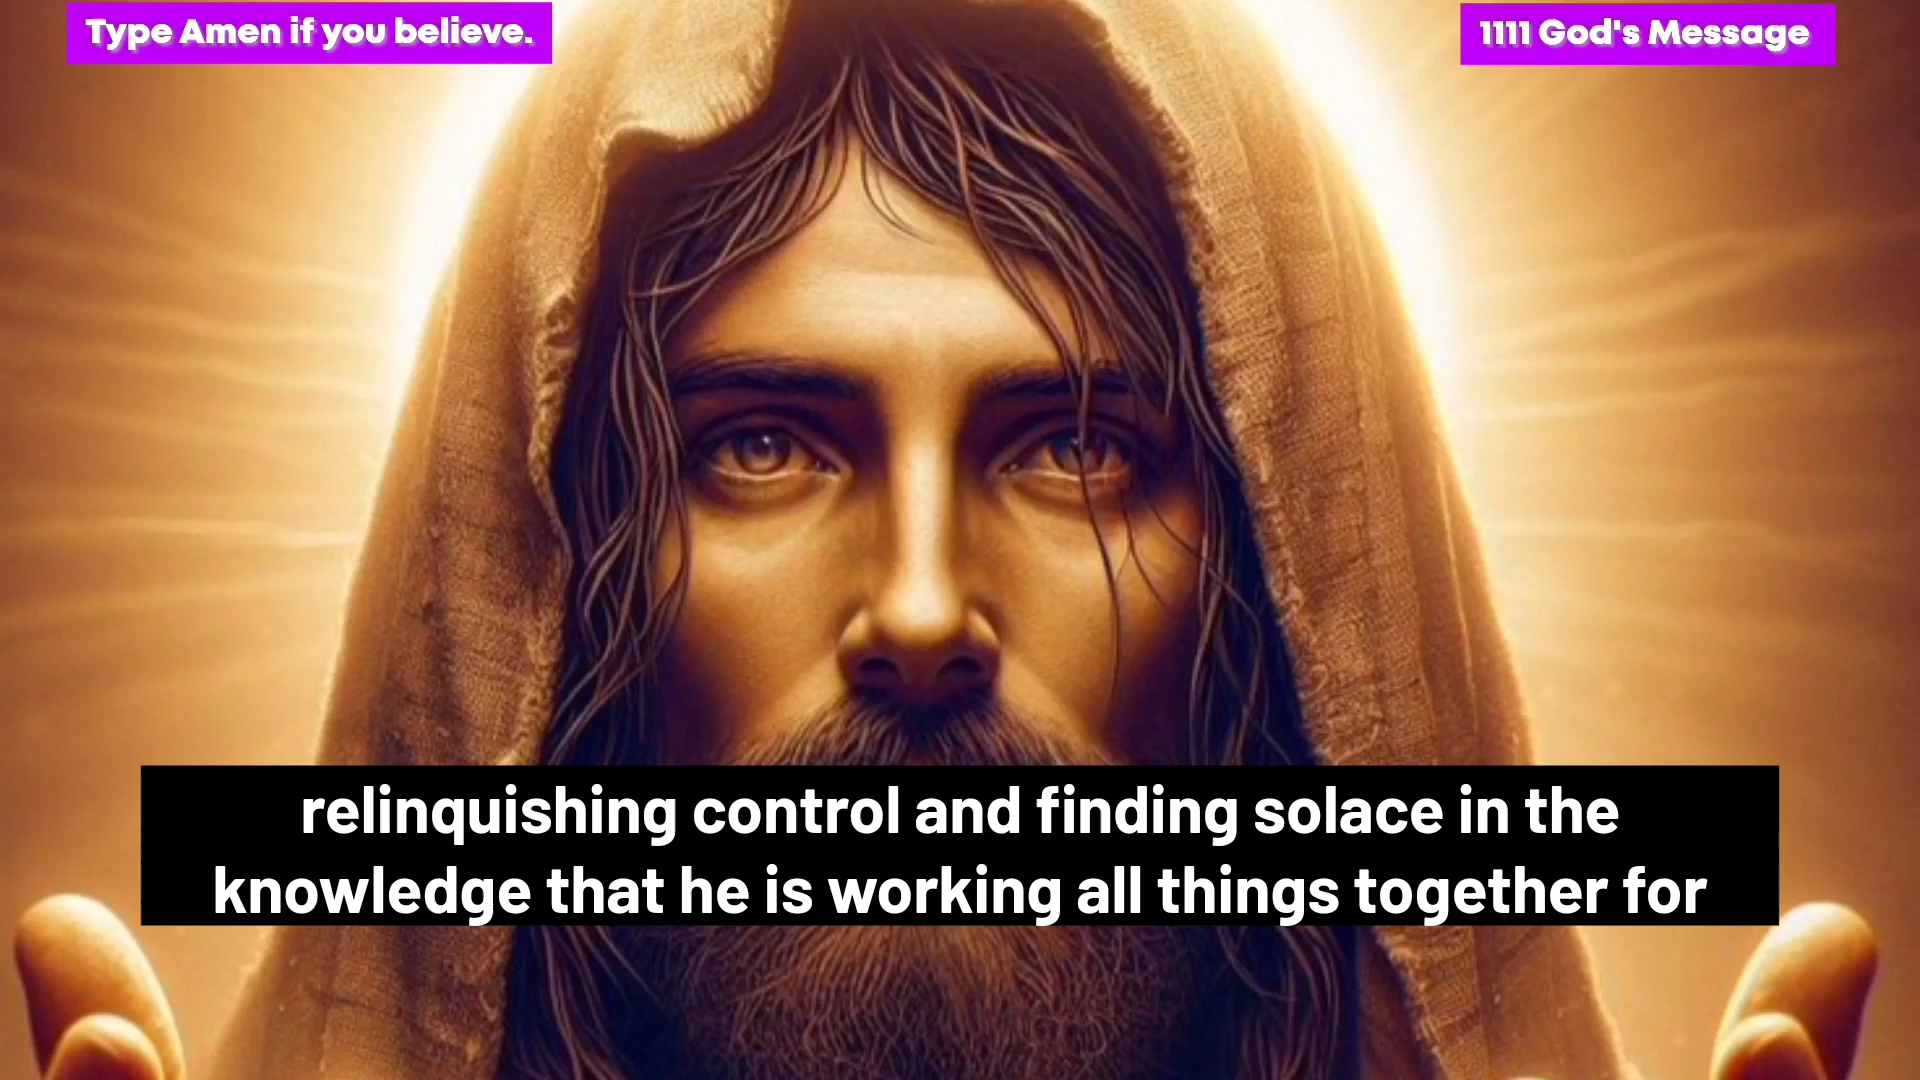 Type Amen if you believe.
1111 God's Message
relinquishing control and finding solace in the
knowledge that he is working all things together for